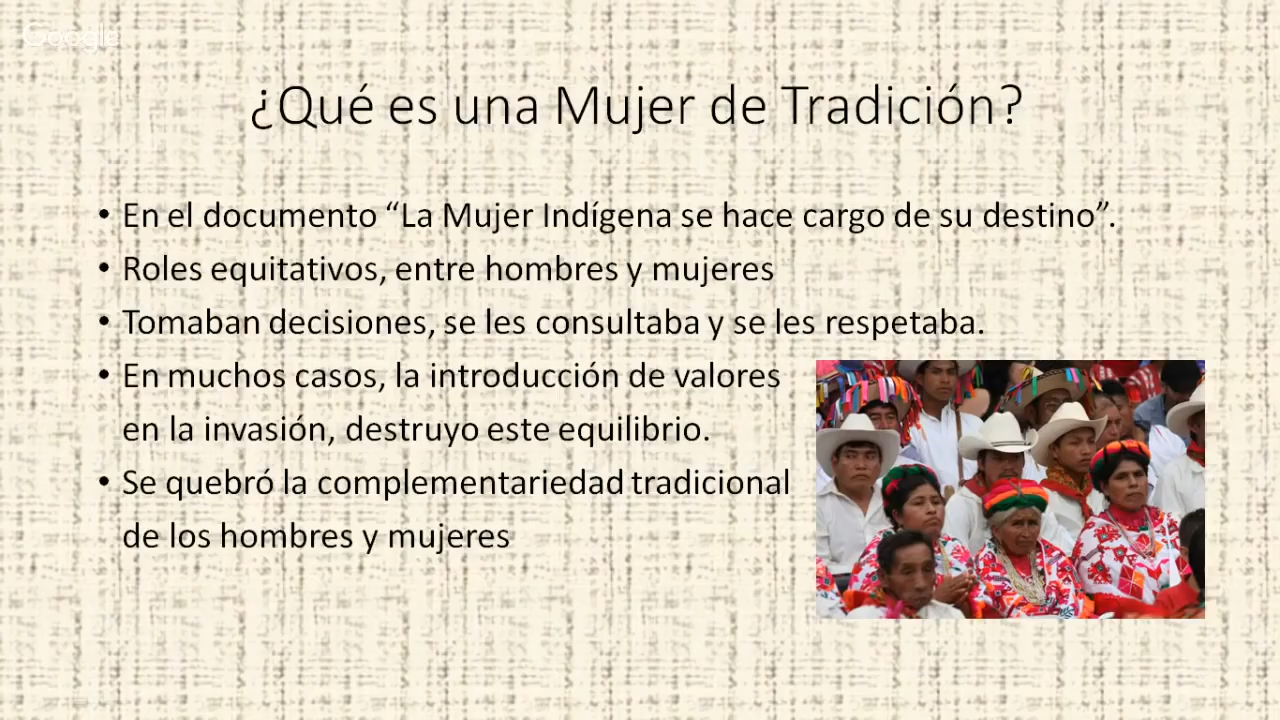 Google
¿Qué es una Mujer de Tradición?
• En el documento “La Mujer Indígena se hace cargo de su destino”.
• Roles equitativos, entre hombres y mujeres
• Tomaban decisiones, se les consultaba y se les respetaba.
• En muchos casos, la introducción de valores
en la invasión, destruyo este equilibrio.
• Se quebró la complementariedad tradicional
de los hombres y mujeres